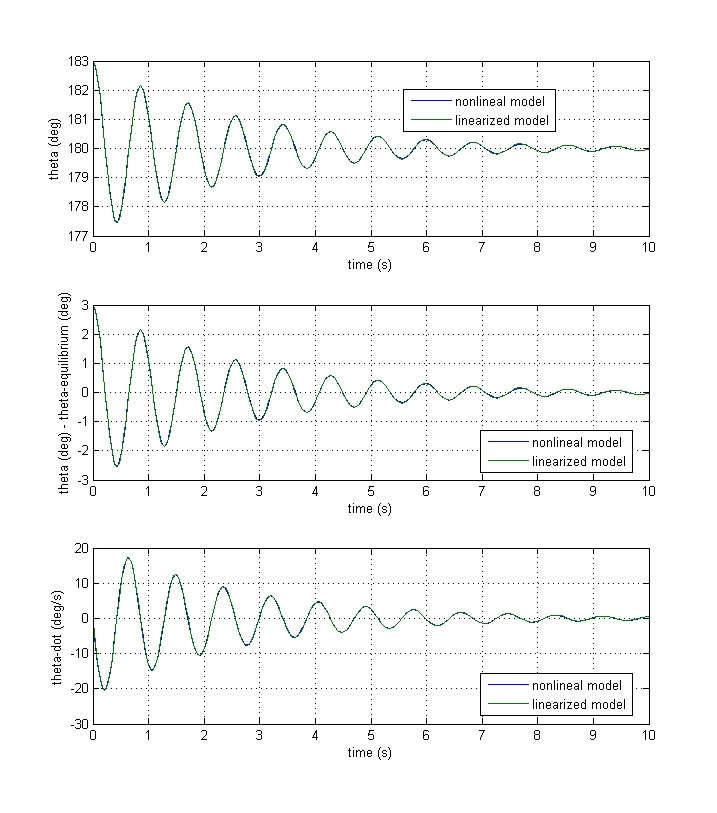 183
182
181
180
179
178
177
theta (deg)
nonlineal model
linearized model
0 1 2 3 4 5 6 7 8 9 10
time (s)
3
2
1
0
-1
-2
-3
theta (deg) - theta-equilibrium (deg)
nonlineal model
linearized model
0 1 2 3 4 5 6 7 8 9 10
time (s)
20
10
0
-10
-20
-30
theta-dot (deg/s)
nonlineal model
linearized model
0 1 2 3 4 5 6 7 8 9 10
time (s)